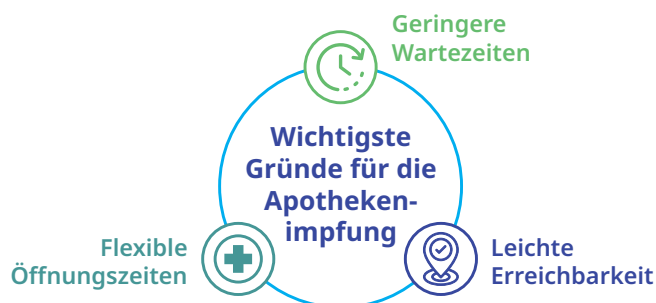 Geringere
Wartezeiten
Wichtigste
Gründe für die
Apotheken-
impfung
Flexible
Öffnungszeiten
Leichte
Erreichbarkeit